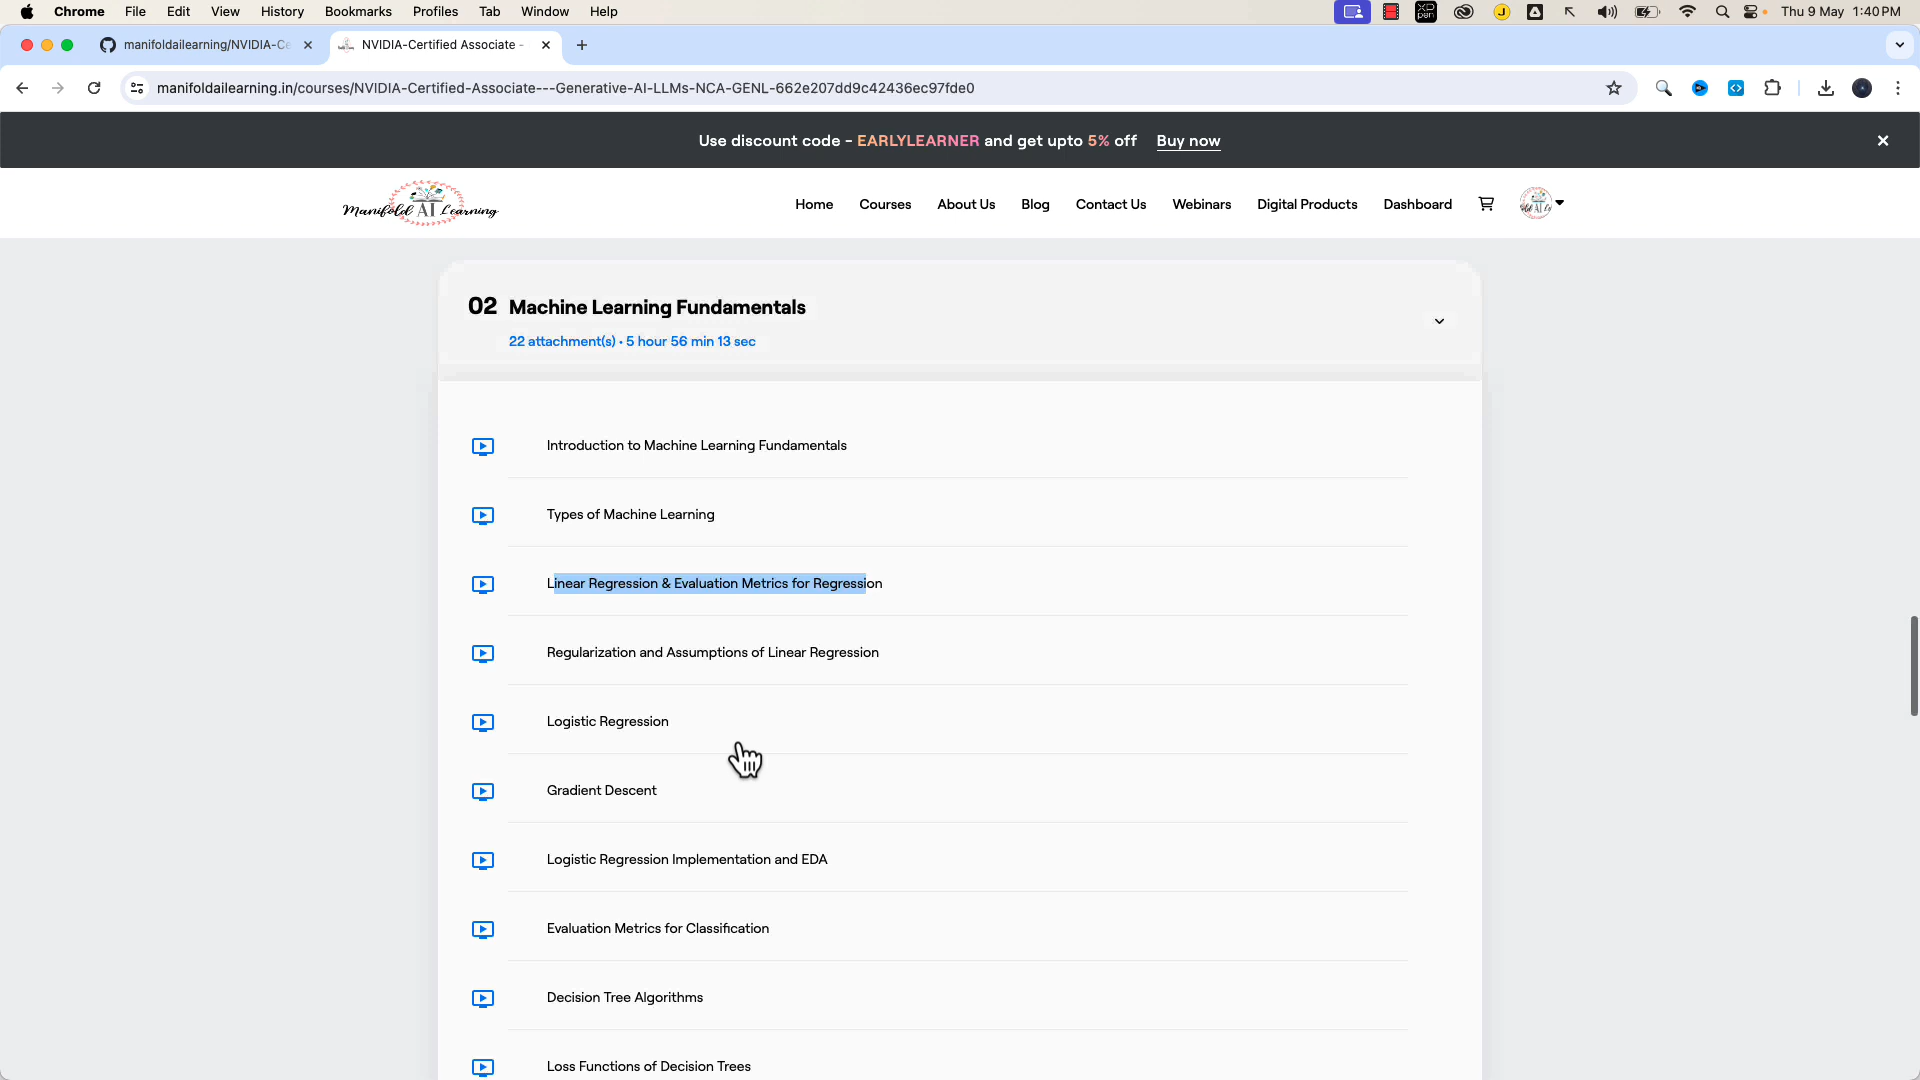 Chrome File Edit View History Bookmarks Profiles Tab Window Help
Thu 9 May 1:40 PM
manifoldailearning/NVIDIA-Ce
NVIDIA-Certified Associate -
manifoldailearning.in/courses/NVIDIA-Certified-Associate---Generative-AI-LLMs-NCA-GENL-662e207dd9c42436ec97fde0
Use discount code - EARLYLEARNER and get upto 5% off Buy now
Manifold AI Learning
Home Courses About Us Blog Contact Us Webinars Digital Products Dashboard
02 Machine Learning Fundamentals
22 attachment(s) • 5 hour 56 min 13 sec
Introduction to Machine Learning Fundamentals
Types of Machine Learning
Linear Regression & Evaluation Metrics for Regression
Regularization and Assumptions of Linear Regression
Logistic Regression
Gradient Descent
Logistic Regression Implementation and EDA
Evaluation Metrics for Classification
Decision Tree Algorithms
Loss Functions of Decision Trees